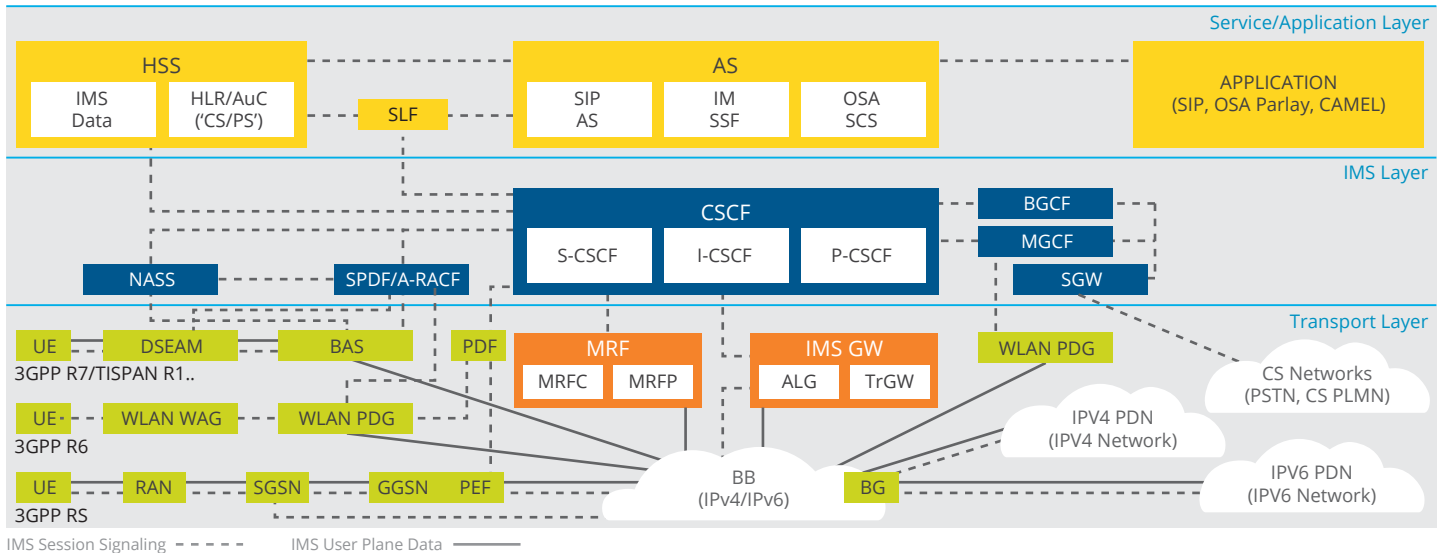 Service/Application Layer
HSS
IMS
Data
HLR/AuC
(‘CS/PS’)
SLF
AS
SIP
AS
IM
SSF
OSA
SCS
APPLICATION
(SIP, OSA Parlay, CAMEL)
IMS Layer
CSCF
S-CSCF
I-CSCF
P-CSCF
BGCF
MGCF
SGW
NASS
SPDF/A-RACF
Transport Layer
UE
DSEAM
BAS
PDF
3GPP R7/TISPAN R1..
MRF
MRFC
MRFP
IMS GW
ALG
TrGW
WLAN PDG
CS Networks
(PSTN, CS PLMN)
UE
WLAN WAG
WLAN PDG
3GPP R6
IPV4 PDN
(IPV4 Network)
UE
RAN
SGSN
GGSN
PEF
3GPP RS
BB
(IPv4/IPv6)
BG
IPV6 PDN
(IPV6 Network)
IMS Session Signaling
IMS User Plane Data